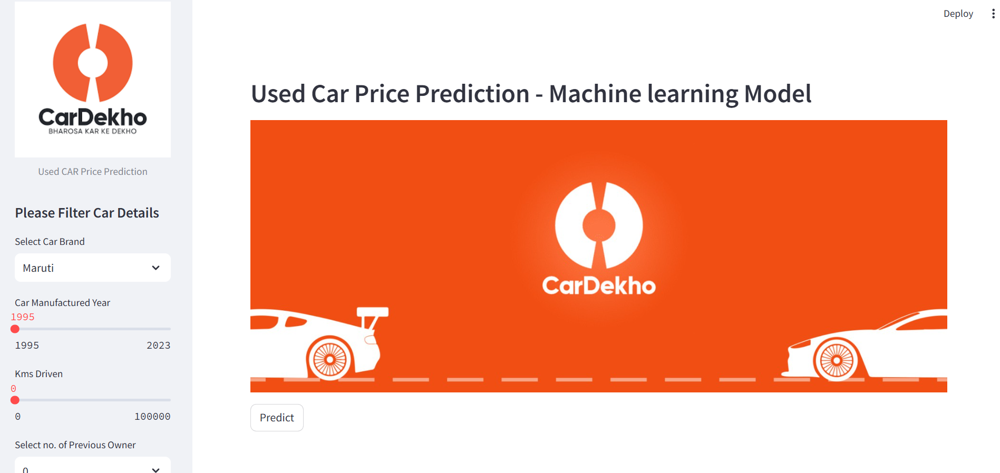 CarDekho
BHAROSA KAR KE DEKHO
Used CAR Price Prediction
Please Filter Car Details
Select Car Brand
Maruti
Car Manufactured Year
1995
1995 2023
Kms Driven
0
0 100000
Select no. of Previous Owner
0
Deploy
Used Car Price Prediction - Machine learning Model
CarDekho
Predict